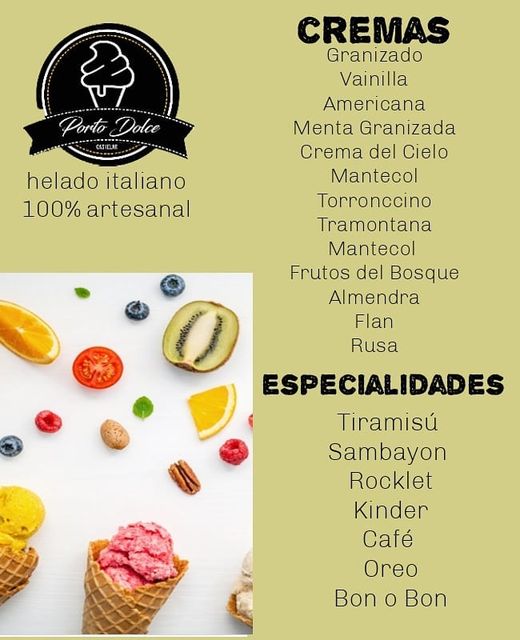 Porto Dolce
CASTELAR
helado italiano
100% artesanal
CREMAS
Granizado
Vainilla
Americana
Menta Granizada
Crema del Cielo
Mantecol
Torronccino
Tramontana
Mantecol
Frutos del Bosque
Almendra
Flan
Rusa
ESPECIALIDADES
Tiramisú
Sambayon
Rocklet
Kinder
Café
Oreo
Bon o Bon